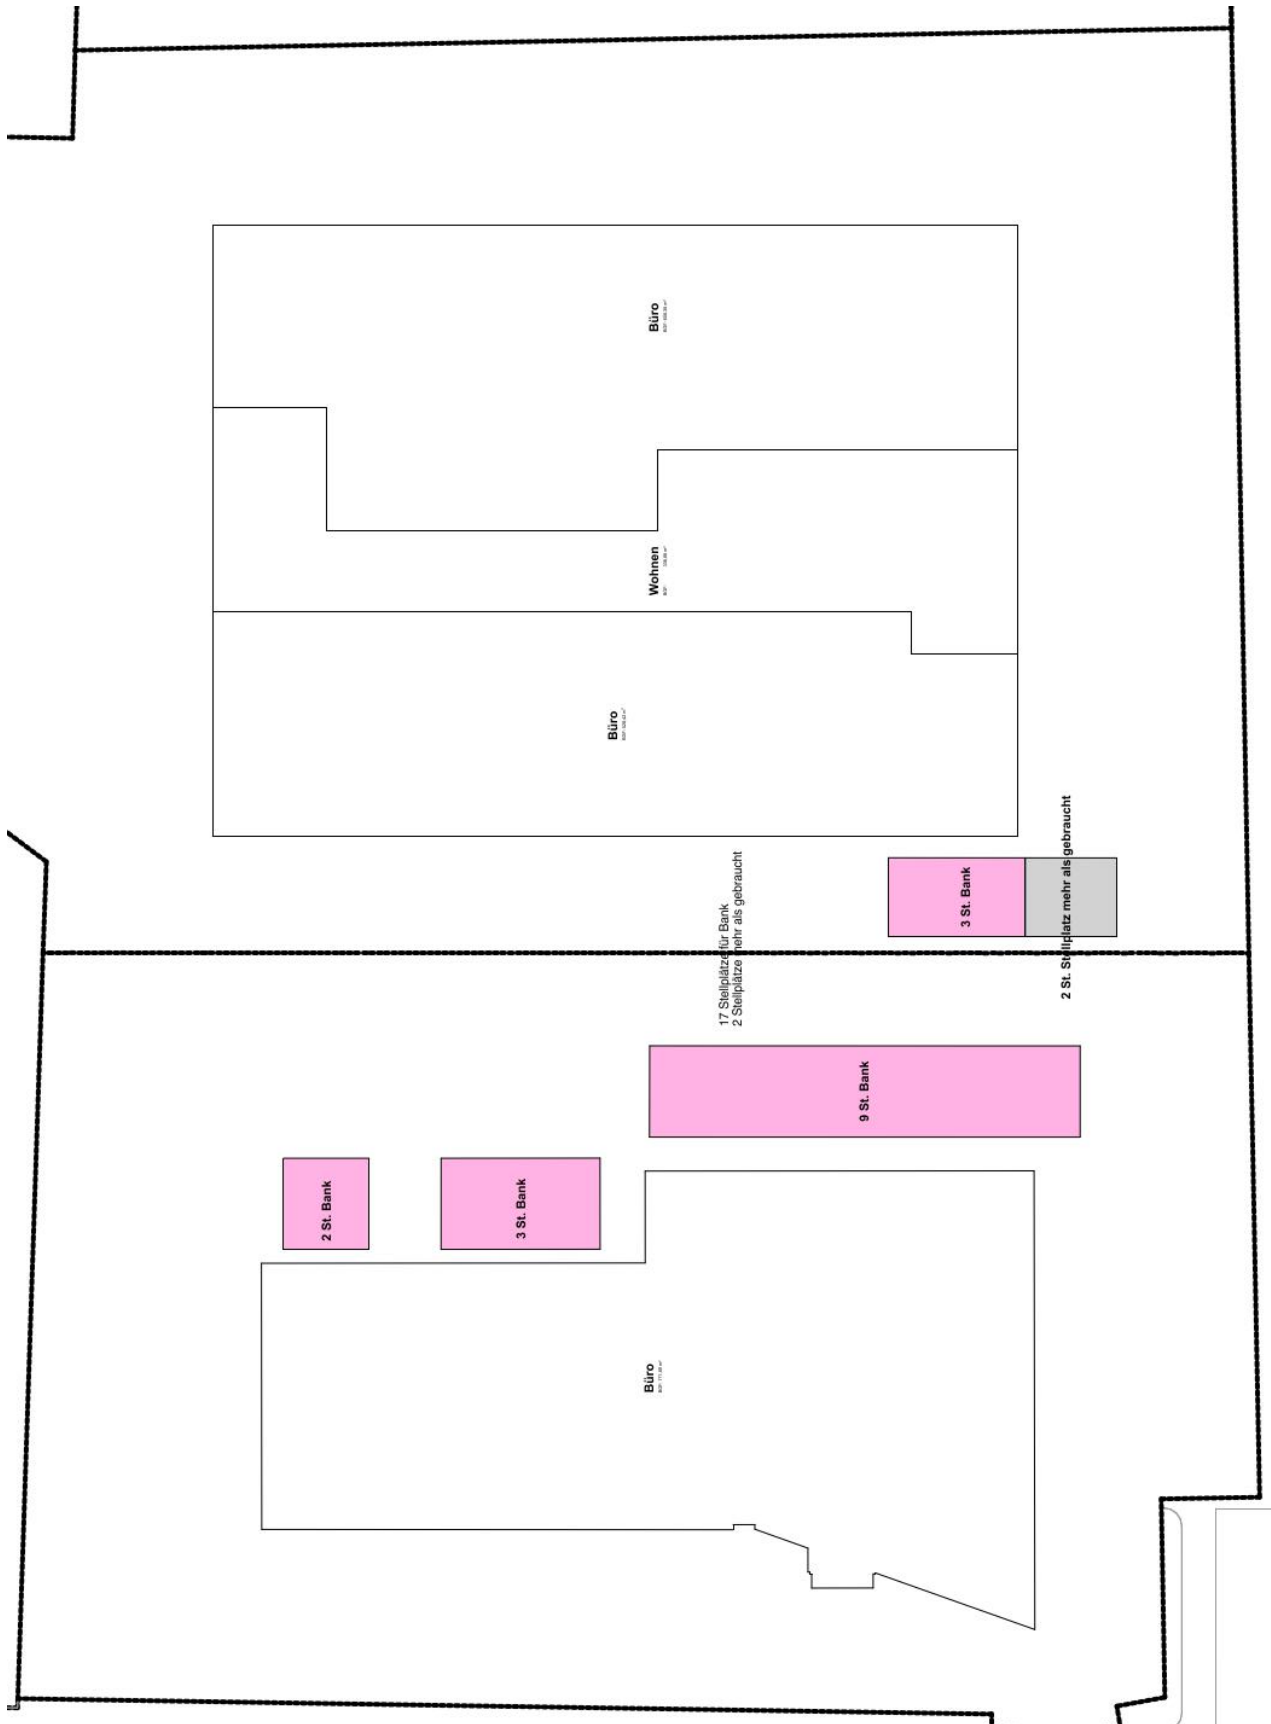 Büro
Wohnen
Büro
3 St. Bank
2 St. Stellplatz mehr als gebraucht
17 Stellplätze für Bank
2 Stellplätze mehr als gebraucht
9 St. Bank
2 St. Bank
3 St. Bank
Büro